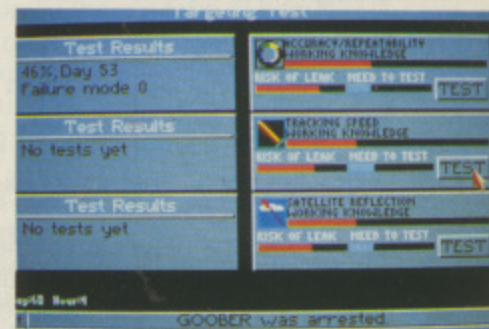 Targeting Test
Test Results
46%, Day 53
Failure mode 0
ACCURACY/REPEATABILITY
WORKING KNOWLEDGE
RISK OF LEAK NEED TO TEST
TEST
Test Results
No tests yet
TRACKING SPEED
WORKING KNOWLEDGE
RISK OF LEAK NEED TO TEST
TEST
Test Results
No tests yet
SATELLITE REFLECTION
WORKING KNOWLEDGE
RISK OF LEAK NEED TO TEST
TEST
GOOBER was arrested.